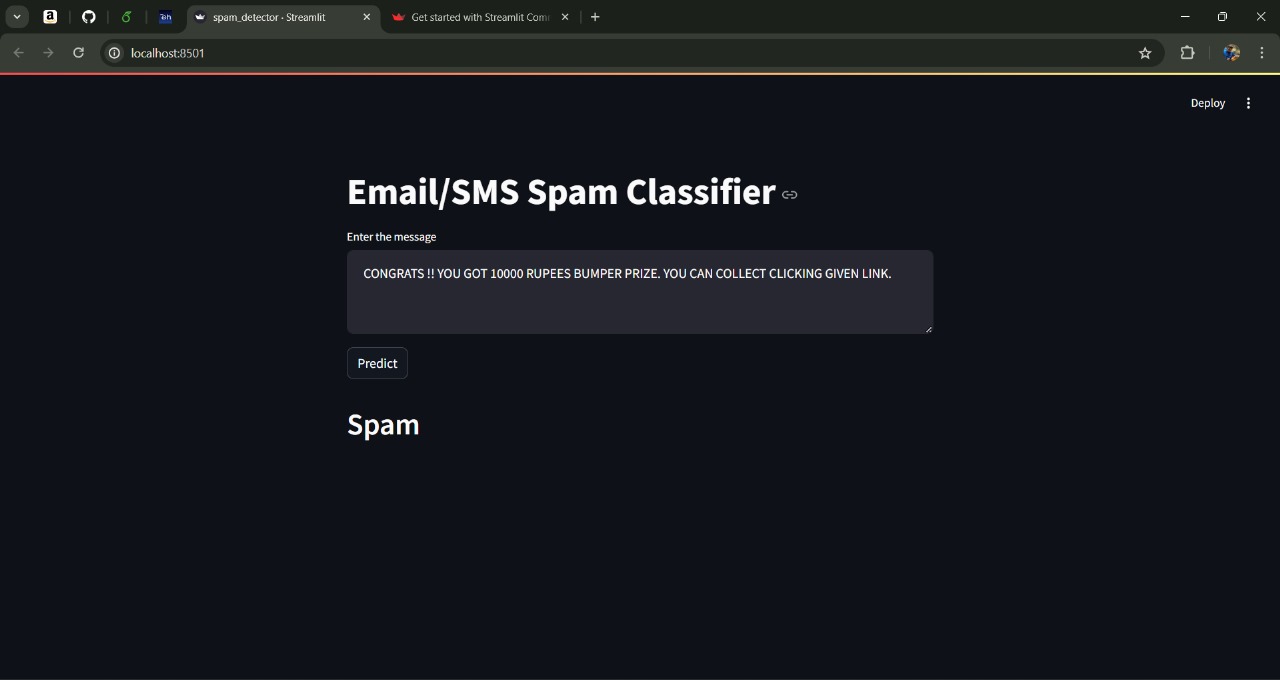 spam_detector · Streamlit
Get started with Streamlit Com
localhost:8501
Deploy
Email/SMS Spam Classifier
Enter the message
CONGRATS !! YOU GOT 10000 RUPEES BUMPER PRIZE. YOU CAN COLLECT CLICKING GIVEN LINK.
Predict
Spam